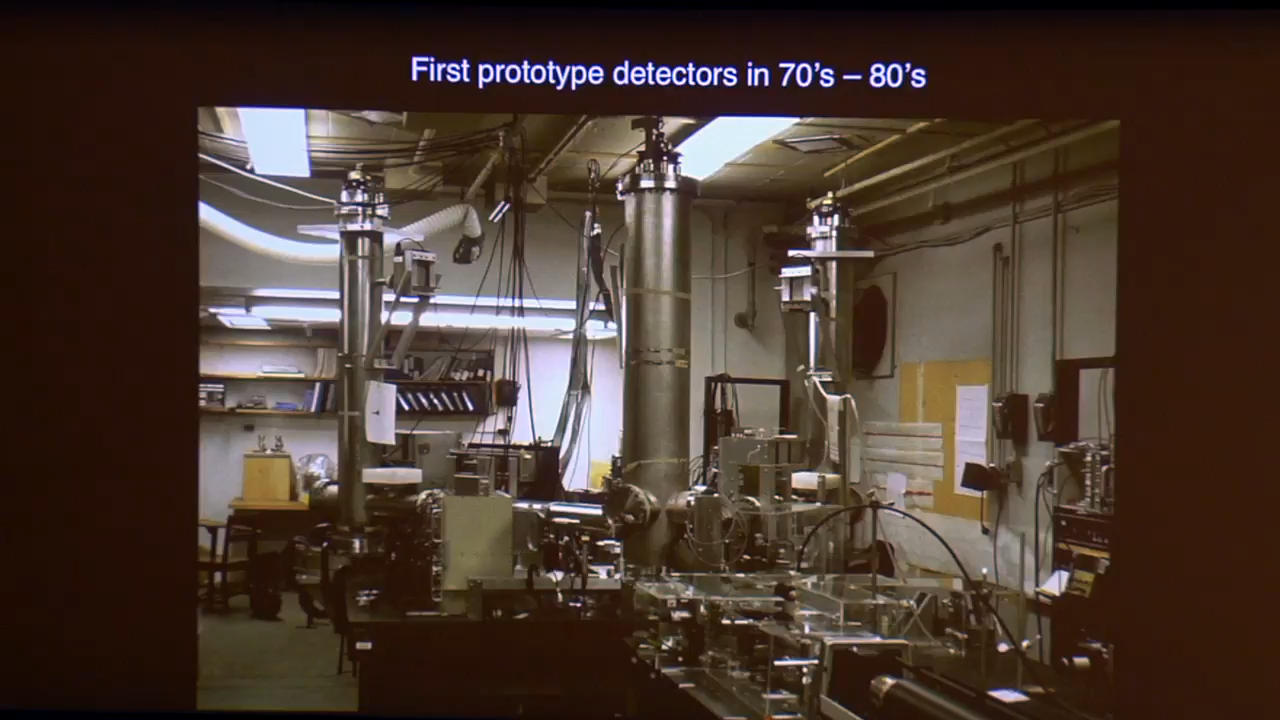 First prototype detectors in 70's – 80's